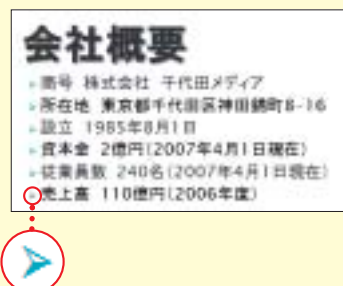 会社概要
商号 株式会社 千代田メディア
所在地 東京都千代田区神田錦町8-16
設立 1985年8月1日
資本金 2億円(2007年4月1日現在)
従業員数 240名(2007年4月1日現在)
売上高 110億円(2006年度)